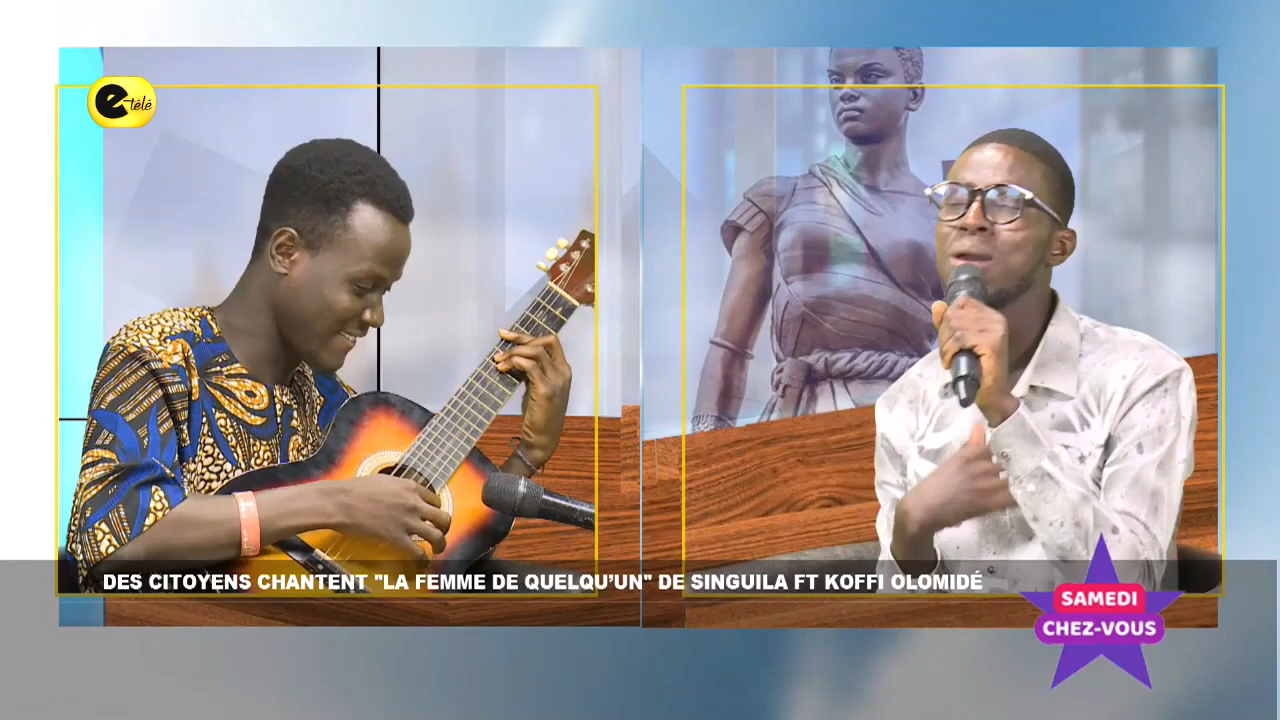 e-télé
DES CITOYENS CHANTENT "LA FEMME DE QUELQU’UN" DE SINGUILA FT KOFFI OLOMIDÉ
SAMEDI
CHEZ-VOUS